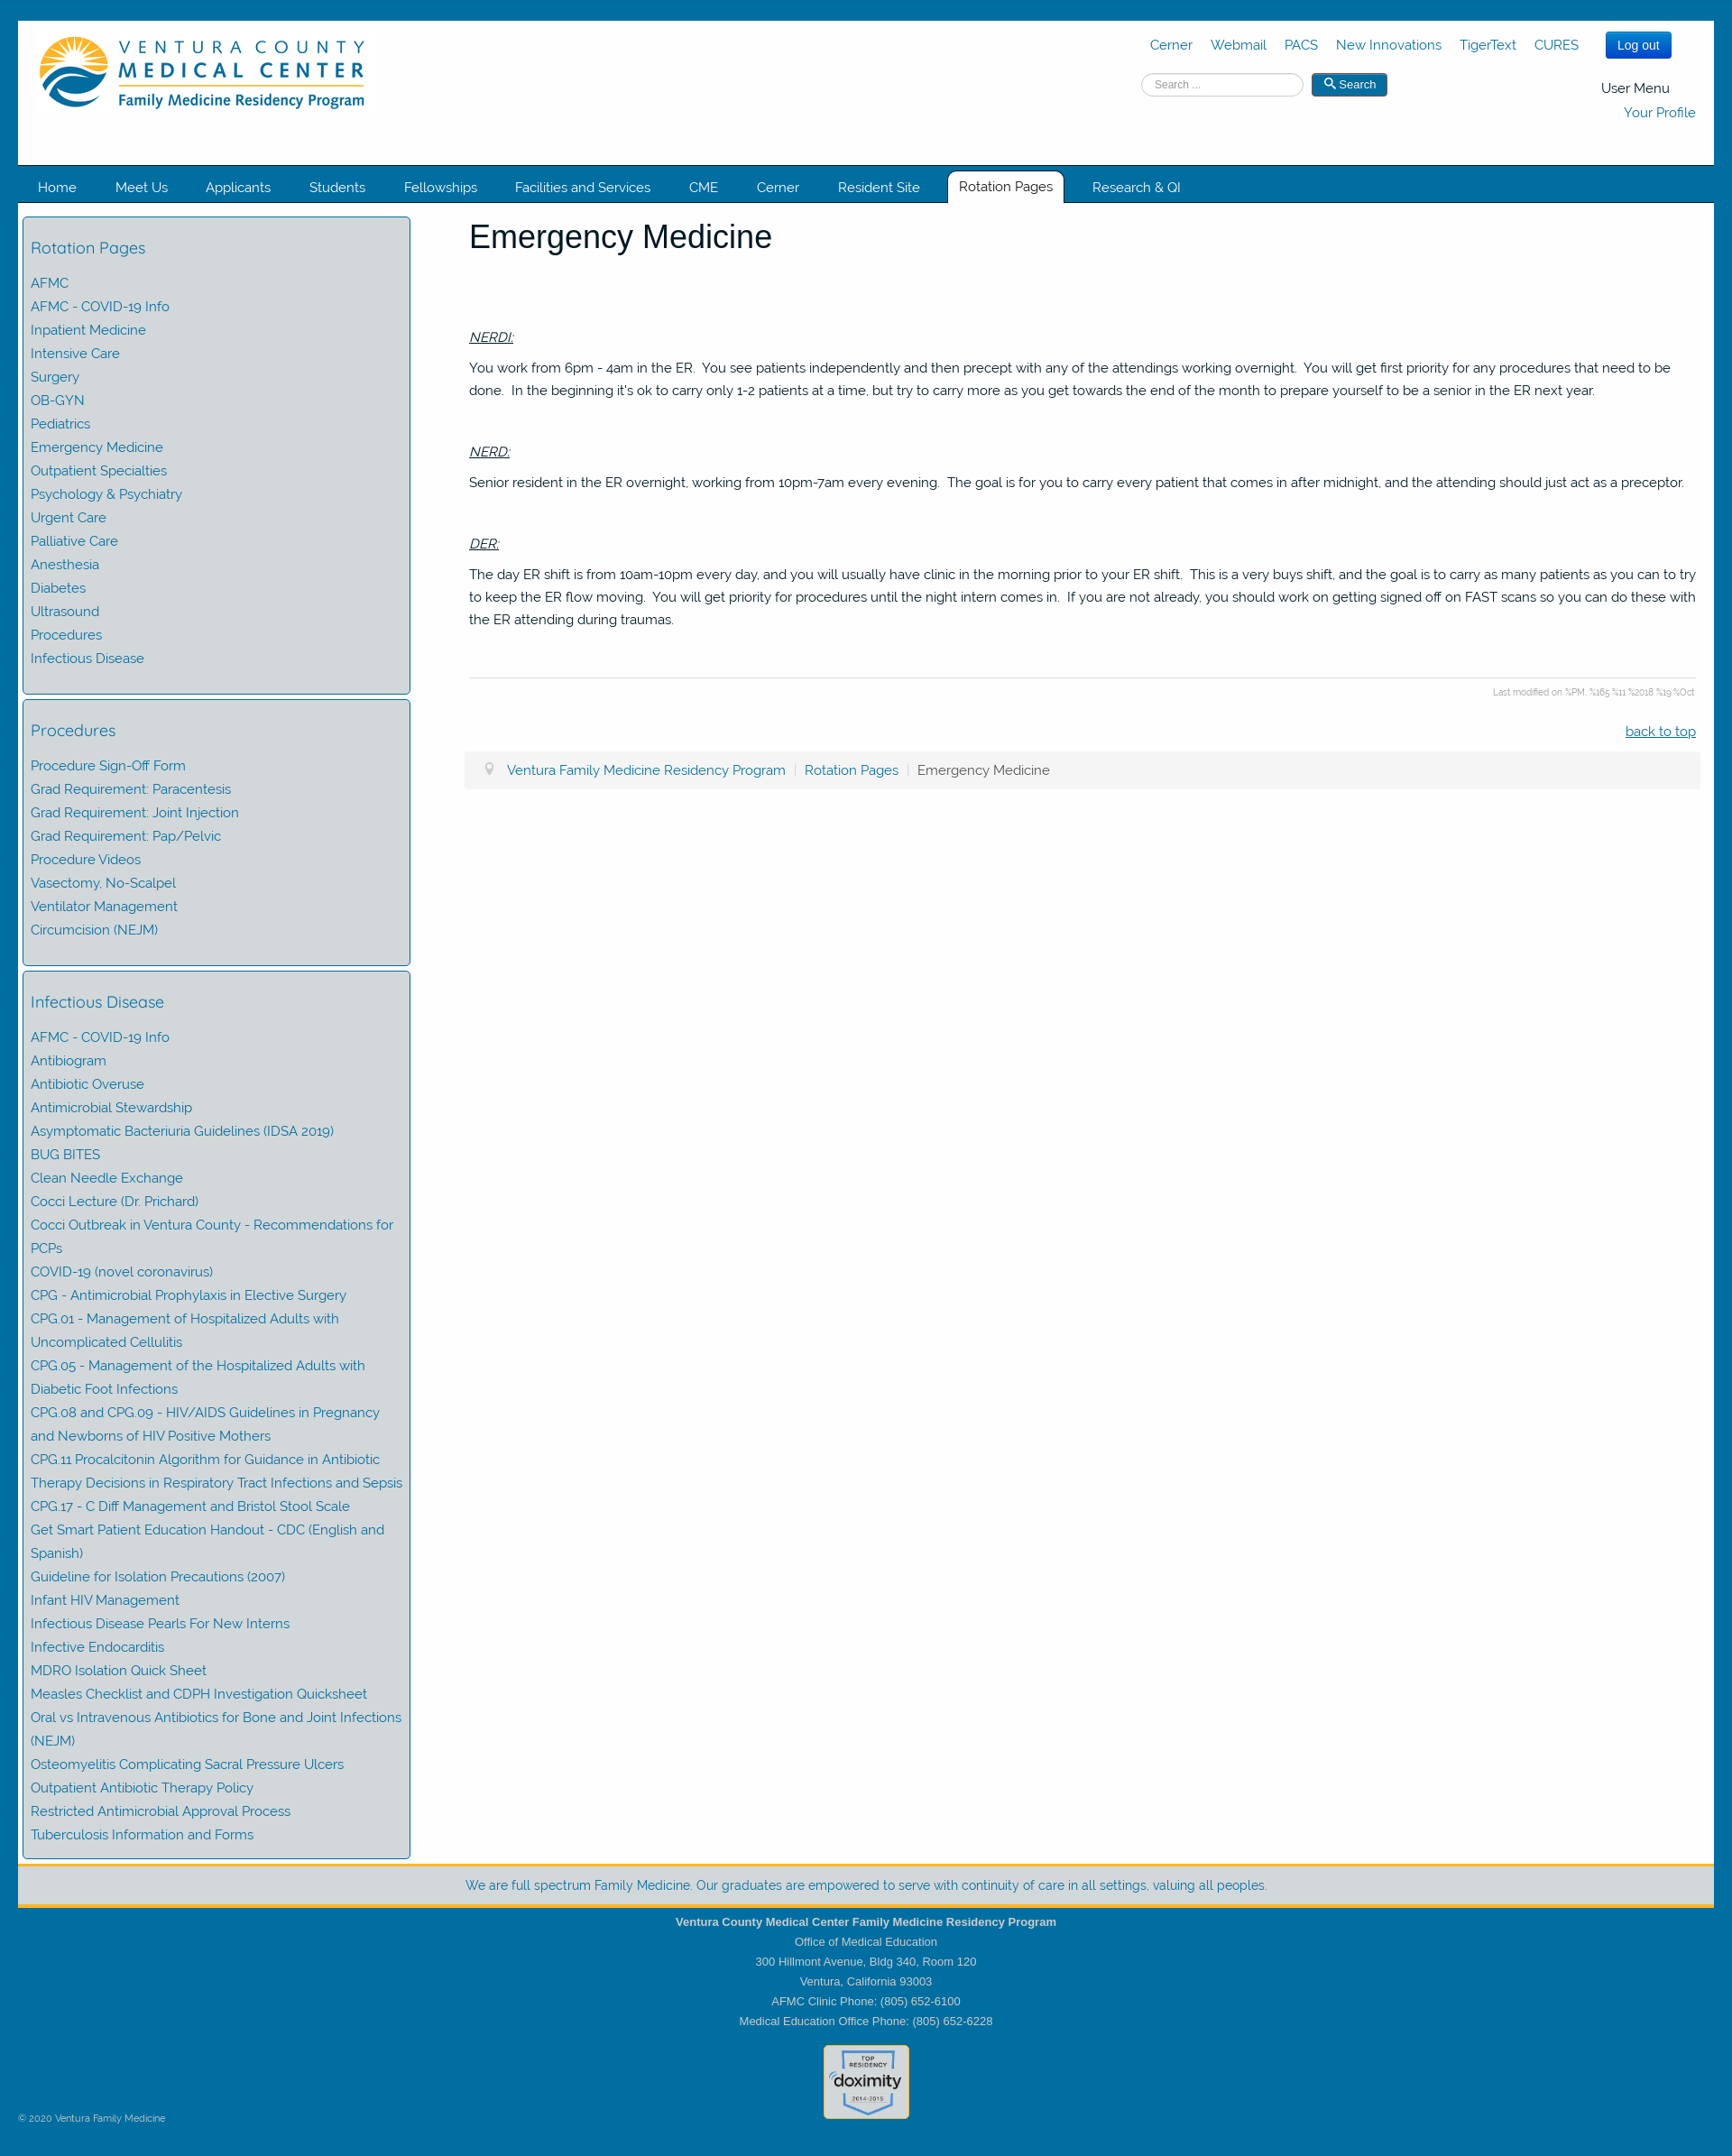 VENTURA COUNTY
MEDICAL CENTER
Family Medicine Residency Program
Cerner Webmail PACS New Innovations TigerText CURES Log out
Search ... Search
User Menu
Your Profile
Home Meet Us Applicants Students Fellowships Facilities and Services CME Cerner Resident Site Rotation Pages Research & QI
Rotation Pages
AFMC
AFMC - COVID-19 Info
Inpatient Medicine
Intensive Care
Surgery
OB-GYN
Pediatrics
Emergency Medicine
Outpatient Specialties
Psychology & Psychiatry
Urgent Care
Palliative Care
Anesthesia
Diabetes
Ultrasound
Procedures
Infectious Disease
Procedures
Procedure Sign-Off Form
Grad Requirement: Paracentesis
Grad Requirement: Joint Injection
Grad Requirement: Pap/Pelvic
Procedure Videos
Vasectomy, No-Scalpel
Ventilator Management
Circumcision (NEJM)
Infectious Disease
AFMC - COVID-19 Info
Antibiogram
Antibiotic Overuse
Antimicrobial Stewardship
Asymptomatic Bacteriuria Guidelines (IDSA 2019)
BUG BITES
Clean Needle Exchange
Cocci Lecture (Dr. Prichard)
Cocci Outbreak in Ventura County - Recommendations for
PCPs
COVID-19 (novel coronavirus)
CPG - Antimicrobial Prophylaxis in Elective Surgery
CPG.01 - Management of Hospitalized Adults with
Uncomplicated Cellulitis
CPG.05 - Management of the Hospitalized Adults with
Diabetic Foot Infections
CPG.08 and CPG.09 - HIV/AIDS Guidelines in Pregnancy
and Newborns of HIV Positive Mothers
CPG.11 Procalcitonin Algorithm for Guidance in Antibiotic
Therapy Decisions in Respiratory Tract Infections and Sepsis
CPG.17 - C Diff Management and Bristol Stool Scale
Get Smart Patient Education Handout - CDC (English and
Spanish)
Guideline for Isolation Precautions (2007)
Infant HIV Management
Infectious Disease Pearls For New Interns
Infective Endocarditis
MDRO Isolation Quick Sheet
Measles Checklist and CDPH Investigation Quicksheet
Oral vs Intravenous Antibiotics for Bone and Joint Infections
(NEJM)
Osteomyelitis Complicating Sacral Pressure Ulcers
Outpatient Antibiotic Therapy Policy
Restricted Antimicrobial Approval Process
Tuberculosis Information and Forms
Emergency Medicine
NERDI:
You work from 6pm - 4am in the ER. You see patients independently and then precept with any of the attendings working overnight. You will get first priority for any procedures that need to be
done. In the beginning it's ok to carry only 1-2 patients at a time, but try to carry more as you get towards the end of the month to prepare yourself to be a senior in the ER next year.
NERD:
Senior resident in the ER overnight, working from 10pm-7am every evening. The goal is for you to carry every patient that comes in after midnight, and the attending should just act as a preceptor.
DER:
The day ER shift is from 10am-10pm every day, and you will usually have clinic in the morning prior to your ER shift. This is a very buys shift, and the goal is to carry as many patients as you can to try
to keep the ER flow moving. You will get priority for procedures until the night intern comes in. If you are not already, you should work on getting signed off on FAST scans so you can do these with
the ER attending during traumas.
Last modified on %PM, %165 %11 %2018 %19:%Oct
back to top
Ventura Family Medicine Residency Program | Rotation Pages | Emergency Medicine
We are full spectrum Family Medicine. Our graduates are empowered to serve with continuity of care in all settings, valuing all peoples.
Ventura County Medical Center Family Medicine Residency Program
Office of Medical Education
300 Hillmont Avenue, Bldg 340, Room 120
Ventura, California 93003
AFMC Clinic Phone: (805) 652-6100
Medical Education Office Phone: (805) 652-6228
TOP
RESIDENCY
doximity
2014-2015
© 2020 Ventura Family Medicine